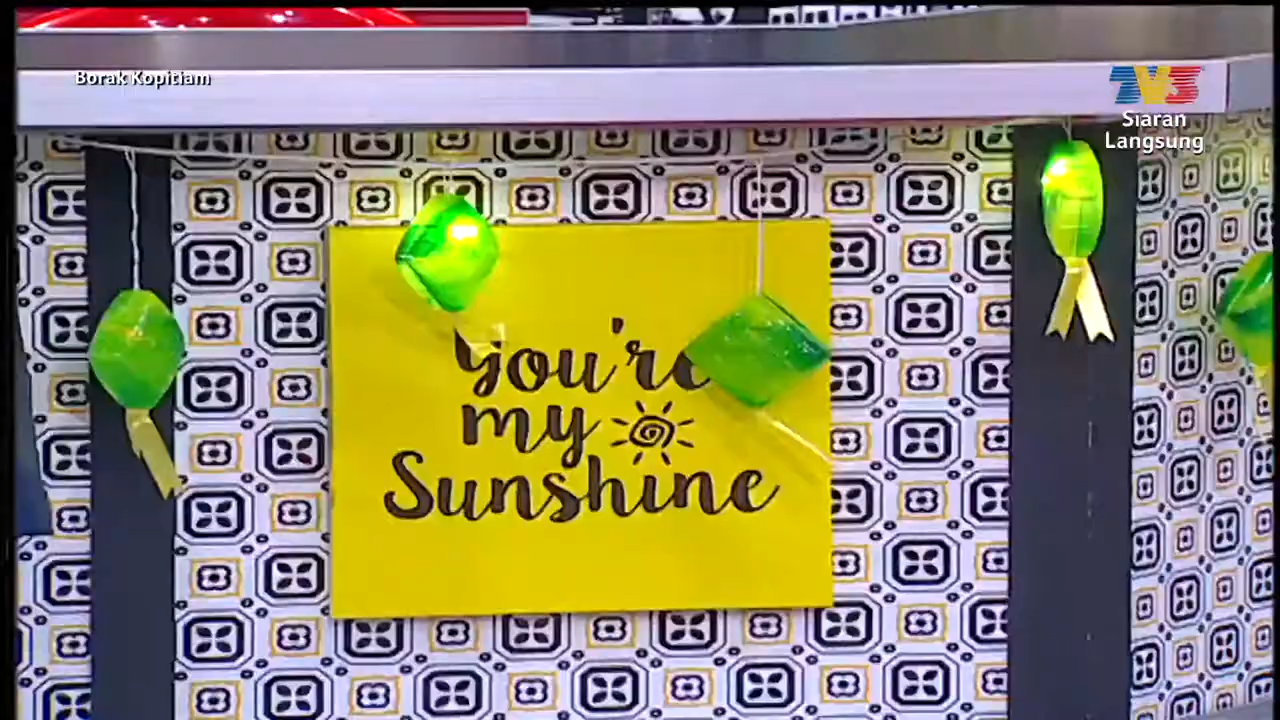 Borak Kopitiam
TV3
Siaran
Langsung
You're
my
Sunshine